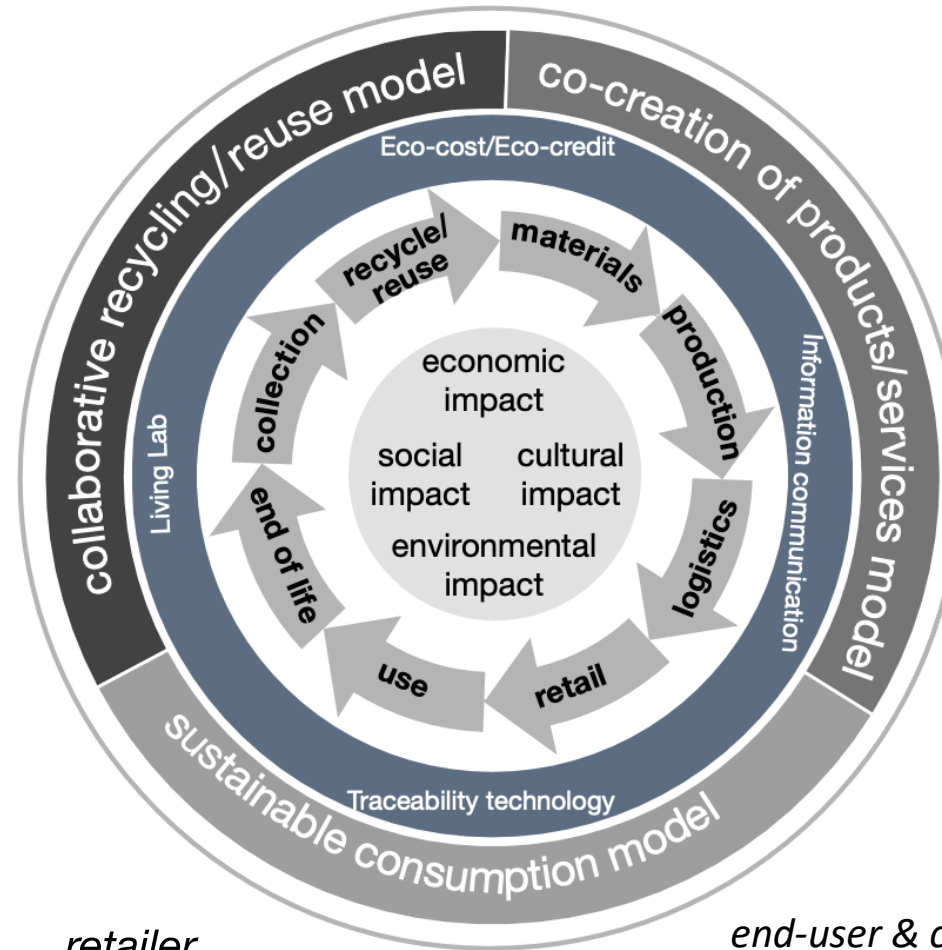 collaborative recycling/reuse model
co-creation of products/services model
sustainable consumption model
Eco-cost/Eco-credit
Information communication
Traceability technology
Living Lab
materials
production
logistics
retail
use
end of life
collection
recycle/
reuse
economic
impact
social
impact
cultural
impact
environmental
impact
retailer
end-user &